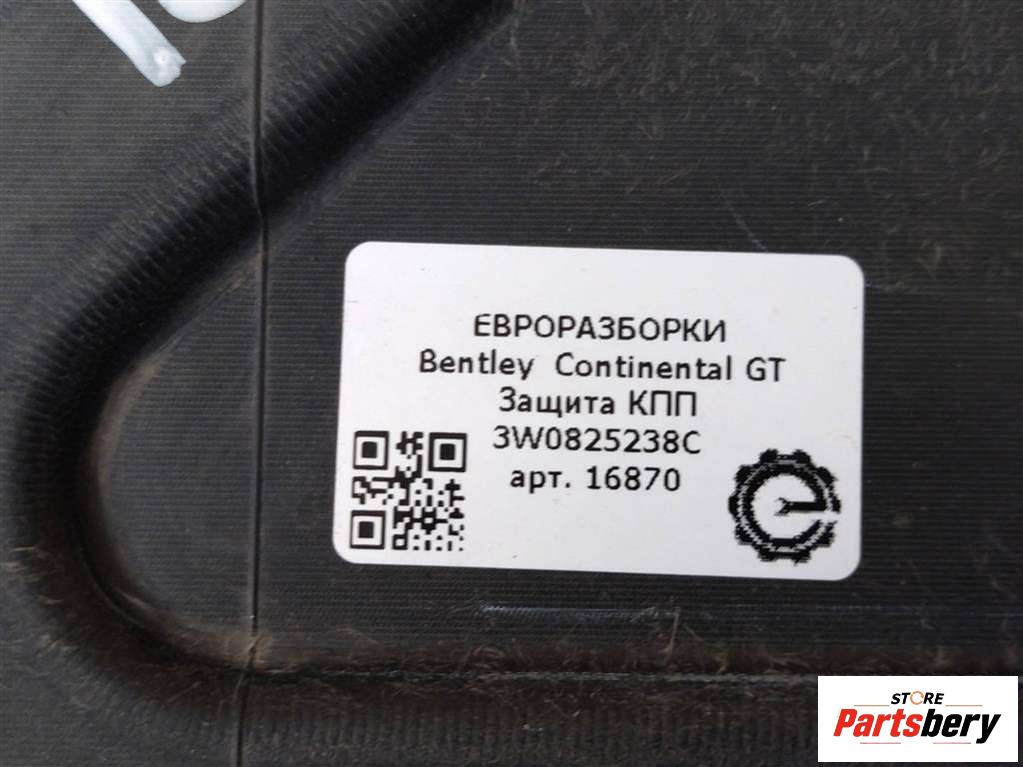 ЕВРОРАЗБОРКИ
Bentley Continental GT
Защита КПП
3W0825238C
арт. 16870
STORE
Partsbery